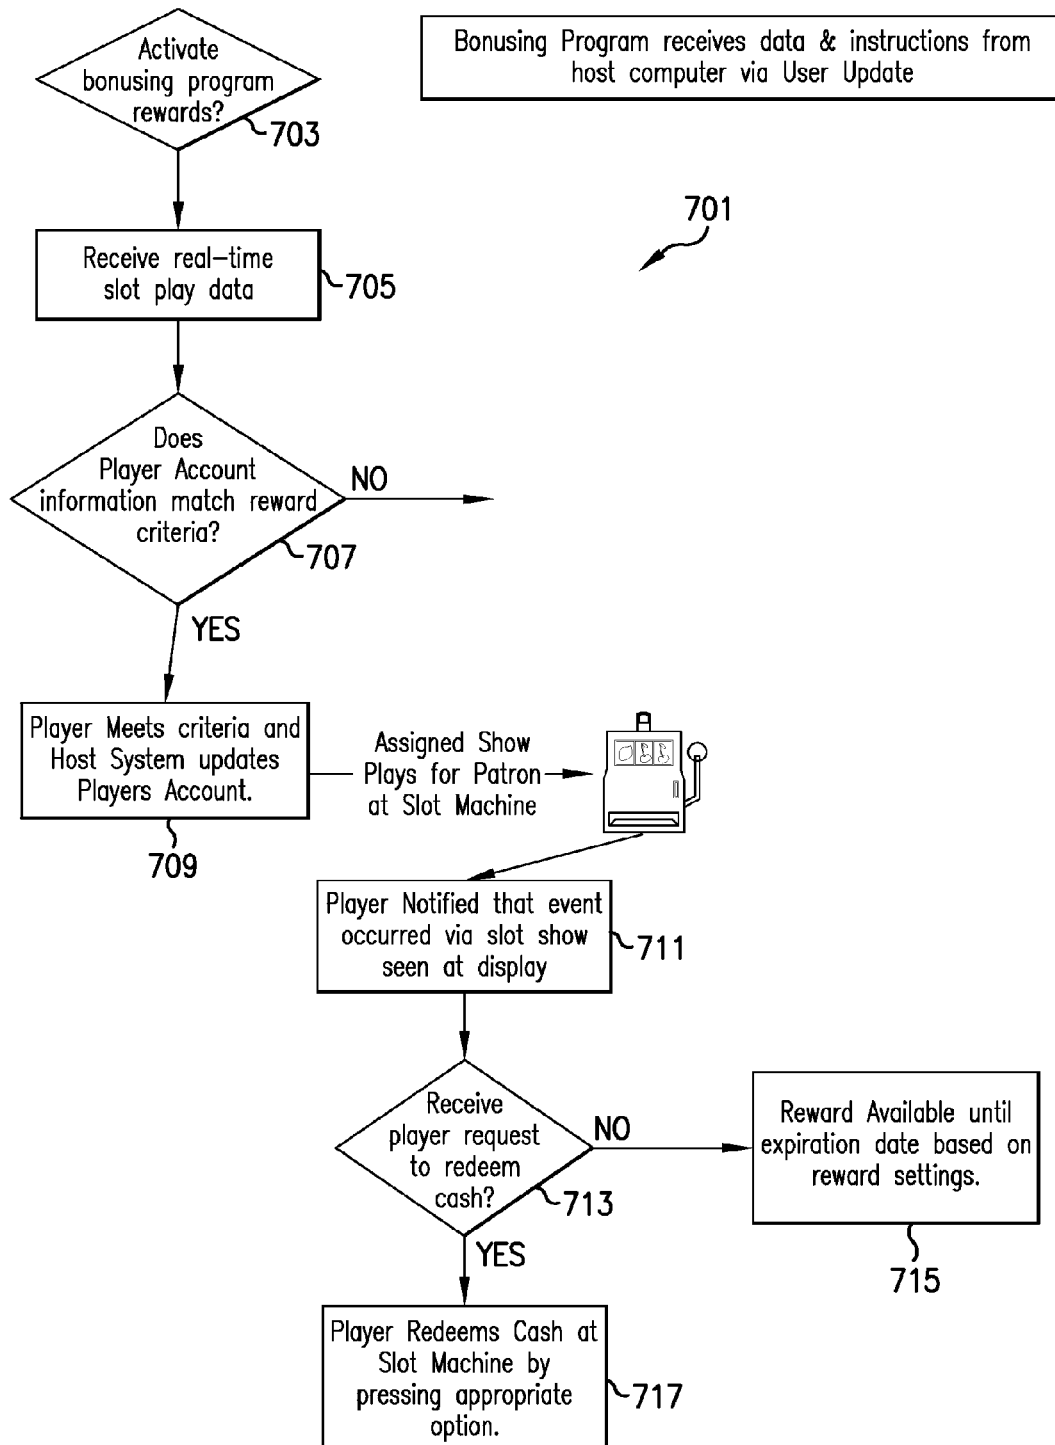 Activate
bonusing program
rewards?
703
Bonusing Program receives data & instructions from
host computer via User Update
701
Receive real-time
slot play data
705
Does
Player Account
information match reward
criteria?
NO
707
YES
Player Meets criteria and
Host System updates
Players Account.
709
Assigned Show
Plays for Patron
at Slot Machine
Player Notified that event
occurred via slot show
seen at display
711
Receive
player request
to redeem
cash?
NO
713
YES
Reward Available until
expiration date based on
reward settings.
715
Player Redeems Cash at
Slot Machine by
pressing appropriate
option.
717